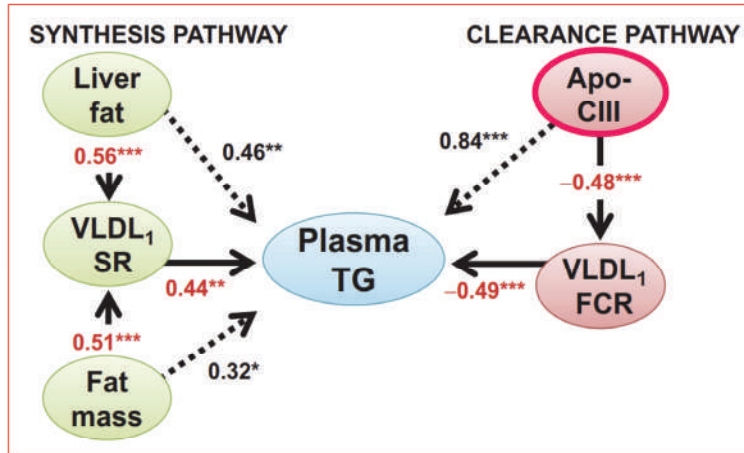 SYNTHESIS PATHWAY
CLEARANCE PATHWAY
Liver
fat
Apo-
CIII
0.56***
0.46**
0.84***
–0.48***
VLDL₁
SR
Plasma
TG
VLDL₁
FCR
0.44**
–0.49***
0.51***
0.32*
Fat
mass